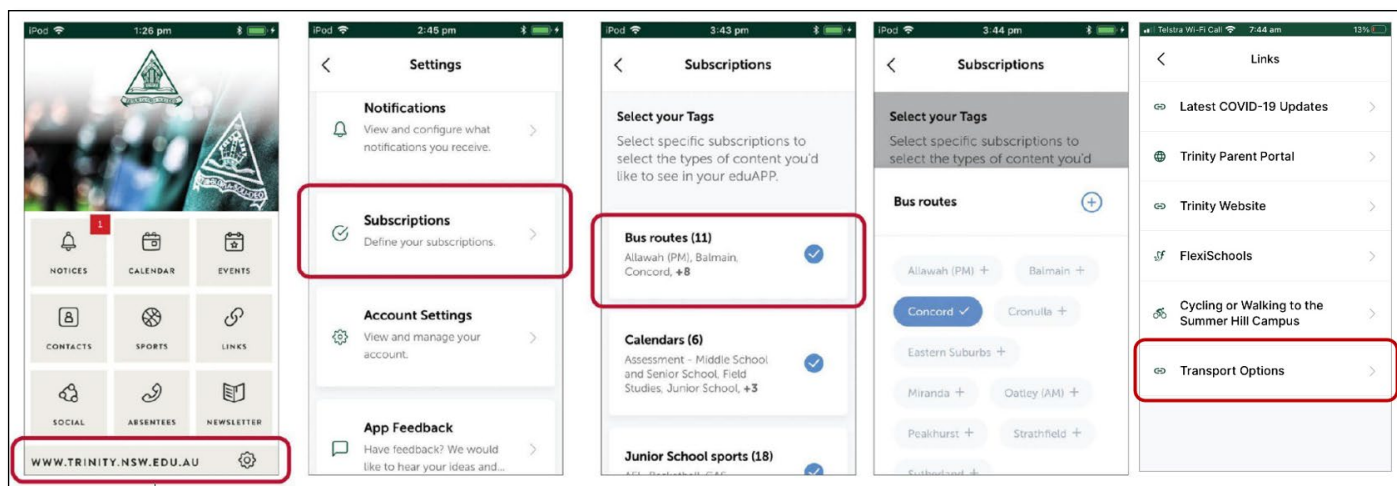 iPod 1:26 pm
1
NOTICES CALENDAR EVENTS
CONTACTS SPORTS LINKS
SOCIAL ABSENTEES NEWSLETTER
WWW.TRINITY.NSW.EDU.AU
iPod 2:45 pm
Settings
Notifications
View and configure what
notifications you receive.
Subscriptions
Define your subscriptions.
Account Settings
View and manage your
account.
App Feedback
Have feedback? We would
like to hear your ideas and...
iPod 3:43 pm
Subscriptions
Select your Tags
Select specific subscriptions to
select the types of content you'd
like to see in your eduAPP.
Bus routes (11)
Allawah (PM), Balmain,
Concord, +8
Calendars (6)
Assessment - Middle School
and Senior School, Field
Studies, Junior School, +3
Junior School sports (18)
iPod 3:44 pm
Subscriptions
Select your Tags
Select specific subscriptions to
select the types of content you'd
Bus routes
Allawah (PM) + Balmain +
Concord Cronulla +
Eastern Suburbs +
Miranda + Oatley (AM) +
Peakhurst + Strathfield +
Sutherland +
Telstra Wi-Fi Call 7:44 am 13%
Links
Latest COVID-19 Updates
Trinity Parent Portal
Trinity Website
FlexiSchools
Cycling or Walking to the
Summer Hill Campus
Transport Options